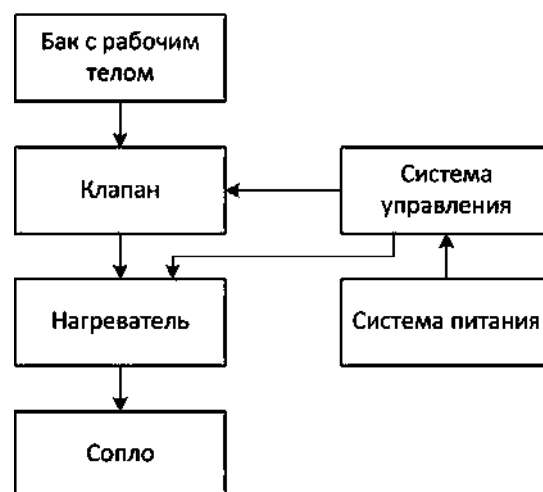 Бак с рабочим
телом
Клапан
Система
управления
Нагреватель
Система питания
Сопло